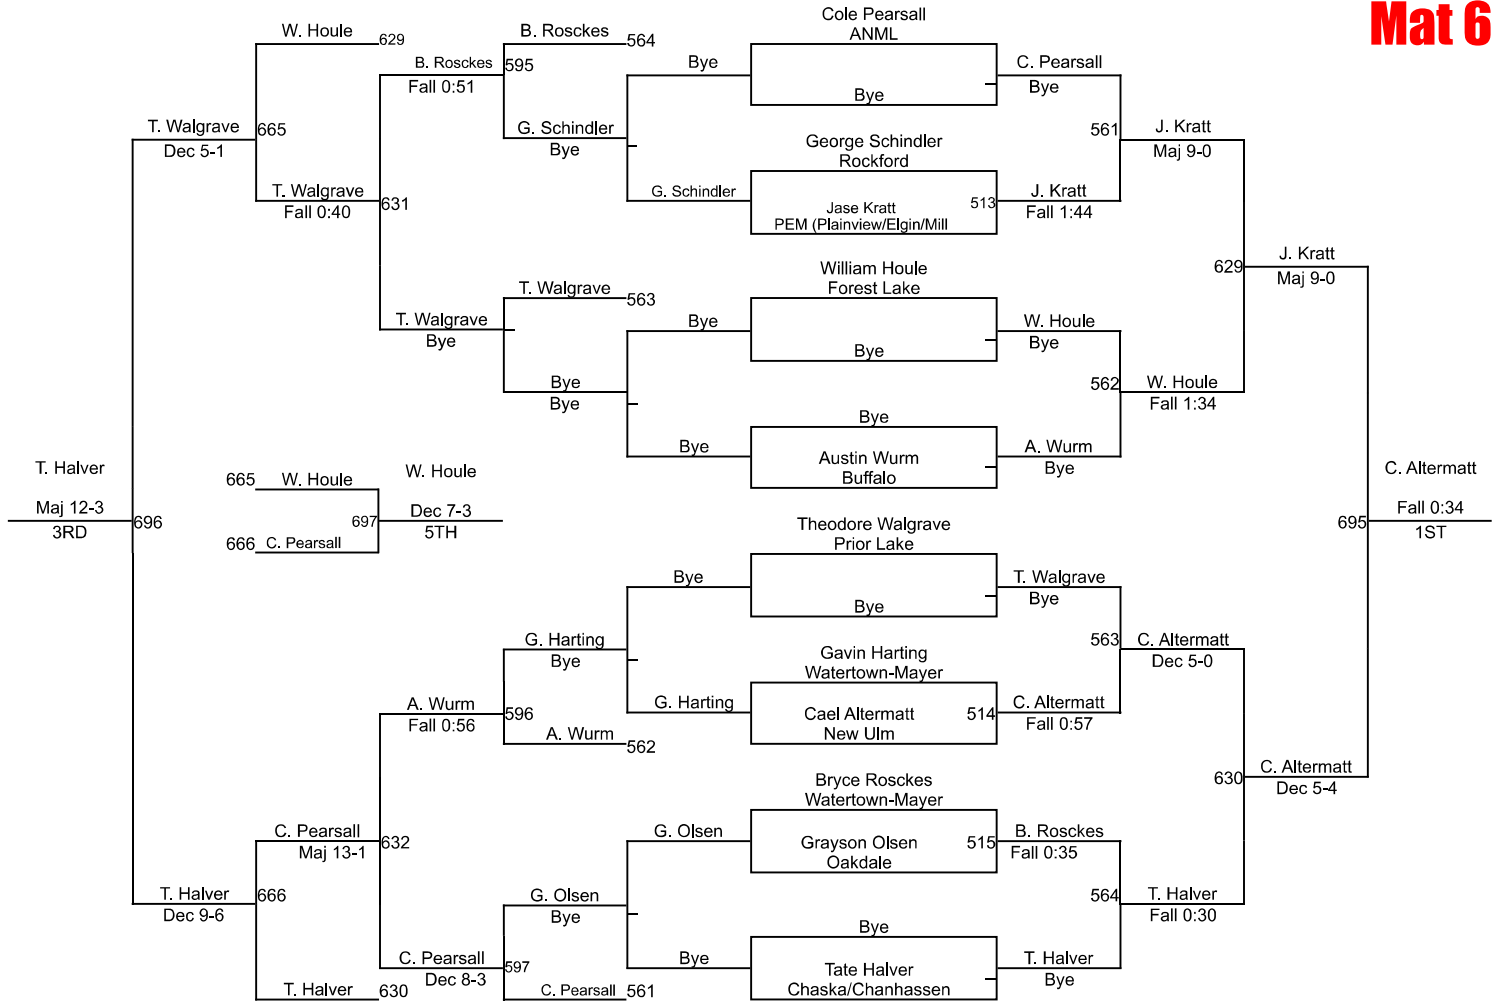 Mat 6
Cole Pearsall
ANML
Bye
George Schindler
Rockford
Jase Kratt
PEM (Plainview/Elgin/Mill
513
William Houle
Forest Lake
Bye
Bye
Austin Wurm
Buffalo
Theodore Walgrave
Prior Lake
Bye
Gavin Harting
Watertown-Mayer
Cael Altermatt
New Ulm
514
Bryce Rosckes
Watertown-Mayer
Grayson Olsen
Oakdale
515
Bye
Tate Halver
Chaska/Chanhassen
C. Pearsall
Bye
J. Kratt
Fall 1:44
W. Houle
Bye
A. Wurm
Bye
T. Walgrave
Bye
C. Altermatt
Fall 0:57
B. Rosckes
Fall 0:35
T. Halver
Bye
561
J. Kratt
Maj 9-0
562
W. Houle
Fall 1:34
563
C. Altermatt
Dec 5-0
564
T. Halver
Fall 0:30
629
J. Kratt
Maj 9-0
630
C. Altermatt
Dec 5-4
695
C. Altermatt
Fall 0:34
1ST
Bye
G. Schindler
Bye
Bye
Bye
G. Harting
G. Olsen
Bye
B. Rosckes
564
G. Schindler
Bye
T. Walgrave
563
Bye
Bye
G. Harting
Bye
A. Wurm
562
G. Olsen
Bye
C. Pearsall
561
B. Rosckes
595
Fall 0:51
T. Walgrave
Bye
A. Wurm
596
Fall 0:56
C. Pearsall
597
Dec 8-3
W. Houle
629
T. Walgrave
631
Fall 0:40
C. Pearsall
632
Maj 13-1
T. Halver
630
T. Walgrave
665
Dec 5-1
T. Halver
666
Dec 9-6
T. Halver
Maj 12-3
696
3RD
665
W. Houle
666
C. Pearsall
697
W. Houle
Dec 7-3
5TH